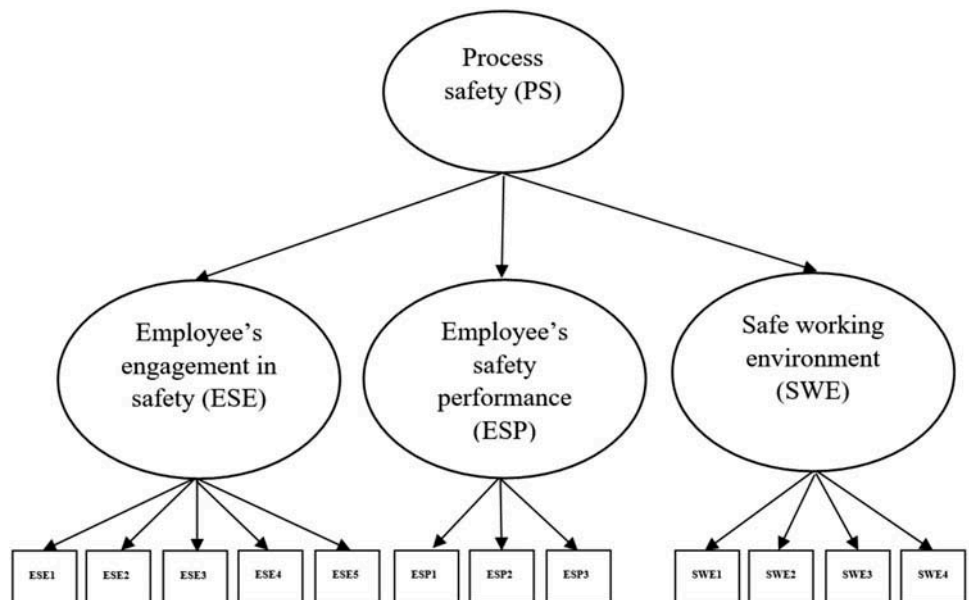 Process
safety (PS)
Employee’s
engagement in
safety (ESE)
Employee’s
safety
performance
(ESP)
Safe working
environment
(SWE)
ESE1 ESE2 ESE3 ESE4 ESE5 ESP1 ESP2 ESP3 SWE1 SWE2 SWE3 SWE4